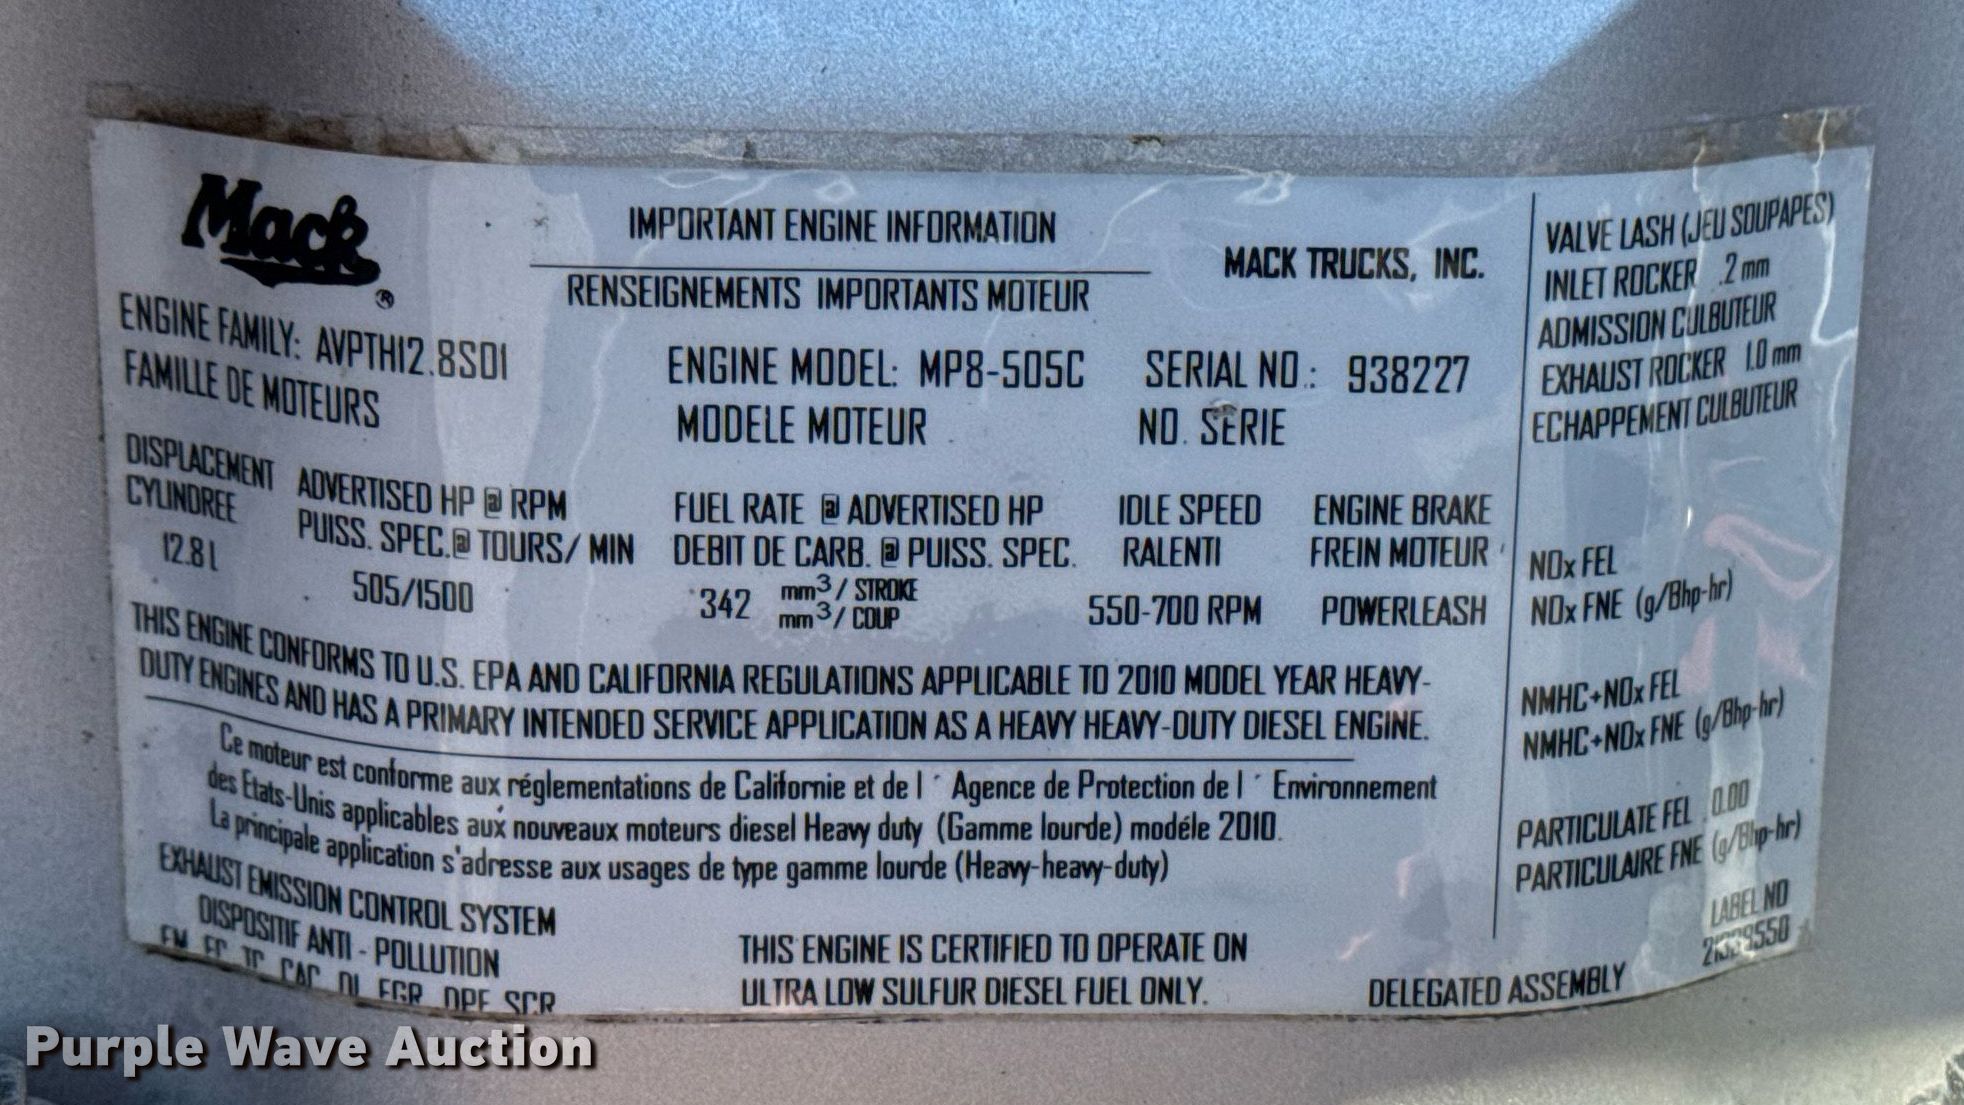 Mack
®
IMPORTANT ENGINE INFORMATION
RENSEIGNEMENTS IMPORTANTS MOTEUR
MACK TRUCKS, INC.
ENGINE FAMILY: AVPTH12.8S01
FAMILLE DE MOTEURS
ENGINE MODEL: MP8-505C
MODELE MOTEUR
SERIAL NO.: 938227
NO. SERIE
DISPLACEMENT
CYLINDREE
12.8 L
ADVERTISED HP @ RPM
PUISS. SPEC.@ TOURS/ MIN
505/1500
FUEL RATE @ ADVERTISED HP
DEBIT DE CARB. @ PUISS. SPEC.
342 mm3/ STROKE
mm3/ COUP
IDLE SPEED
RALENTI
550-700 RPM
ENGINE BRAKE
FREIN MOTEUR
POWERLEASH
THIS ENGINE CONFORMS TO U.S. EPA AND CALIFORNIA REGULATIONS APPLICABLE TO 2010 MODEL YEAR HEAVY-
DUTY ENGINES AND HAS A PRIMARY INTENDED SERVICE APPLICATION AS A HEAVY HEAVY-DUTY DIESEL ENGINE.
Ce moteur est conforme aux réglementations de Californie et de l ´ Agence de Protection de l ´ Environnement
des Etats-Unis applicables aux nouveaux moteurs diesel Heavy duty (Gamme lourde) modéle 2010.
La principale application s'adresse aux usages de type gamme lourde (Heavy-heavy-duty)
EXHAUST EMISSION CONTROL SYSTEM
DISPOSITIF ANTI - POLLUTION
EM, EC, TC, CAC, DI, EGR, DPF, SCR
THIS ENGINE IS CERTIFIED TO OPERATE ON
ULTRA LOW SULFUR DIESEL FUEL ONLY.
VALVE LASH (JEU SOUPAPES)
INLET ROCKER .2 mm
ADMISSION CULBUTEUR
EXHAUST ROCKER 1.0 mm
ECHAPPEMENT CULBUTEUR
NOx FEL
NOx FNE (g/Bhp-hr)
NMHC+NOx FEL
NMHC+NOx FNE (g/Bhp-hr)
PARTICULATE FEL 0.00
PARTICULAIRE FNE (g/Bhp-hr)
LABEL NO
DELEGATED ASSEMBLY
Purple Wave Auction